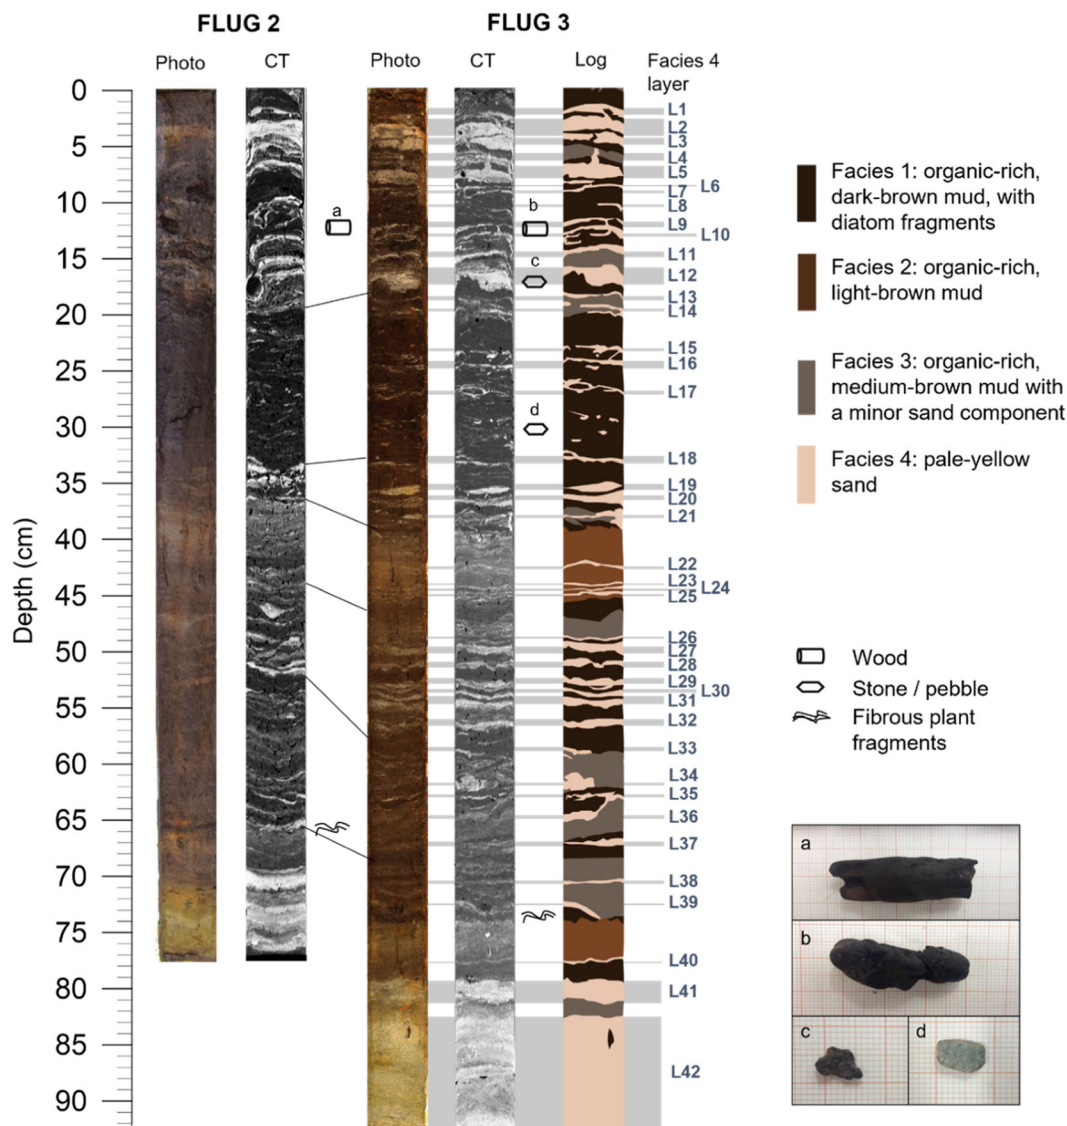 FLUG 2
FLUG 3
Photo
CT
Photo
CT
Log
Facies 4
layer
0
5
10
15
20
25
30
35
40
45
50
55
60
65
70
75
80
85
90
Depth (cm)
a
b
c
d
L1
L2
L3
L4
L5
L6
L7
L8
L9
L10
L11
L12
L13
L14
L15
L16
L17
L18
L19
L20
L21
L22
L23
L24
L25
L26
L27
L28
L29
L30
L31
L32
L33
L34
L35
L36
L37
L38
L39
L40
L41
L42
Facies 1: organic-rich,
dark-brown mud, with
diatom fragments
Facies 2: organic-rich,
light-brown mud
Facies 3: organic-rich,
medium-brown mud with
a minor sand component
Facies 4: pale-yellow
sand
Wood
Stone / pebble
Fibrous plant
fragments
a
b
c
d